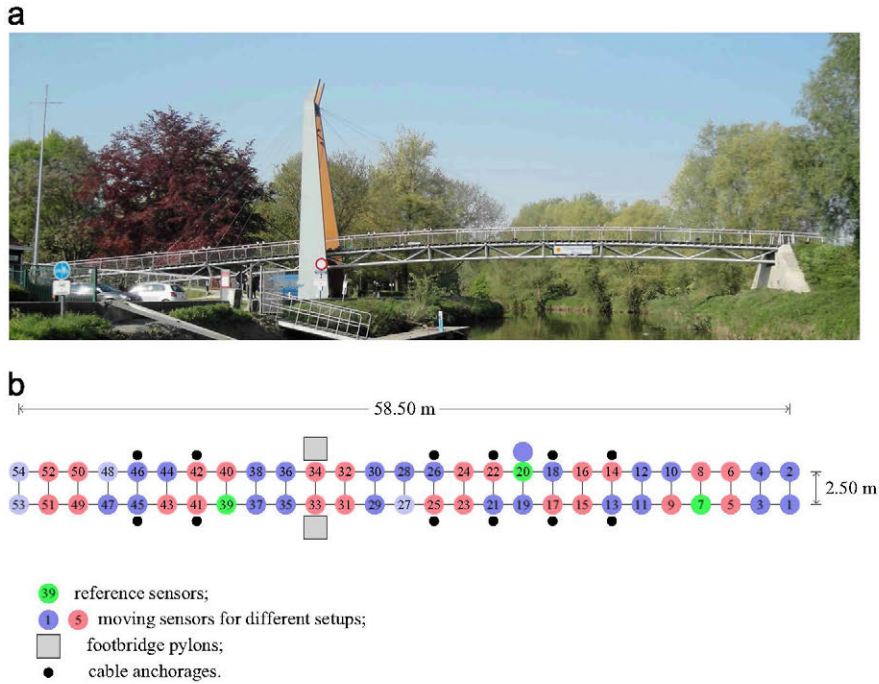 a
b
58.50 m
54 52 50 48 46 44 42 40 38 36 34 32 30 28 26 24 22 20 18 16 14 12 10 8 6 4 2
2.50 m
53 51 49 47 45 43 41 39 37 35 33 31 29 27 25 23 21 19 17 15 13 11 9 7 5 3 1
39 reference sensors;
1 5 moving sensors for different setups;
footbridge pylons;
cable anchorages.